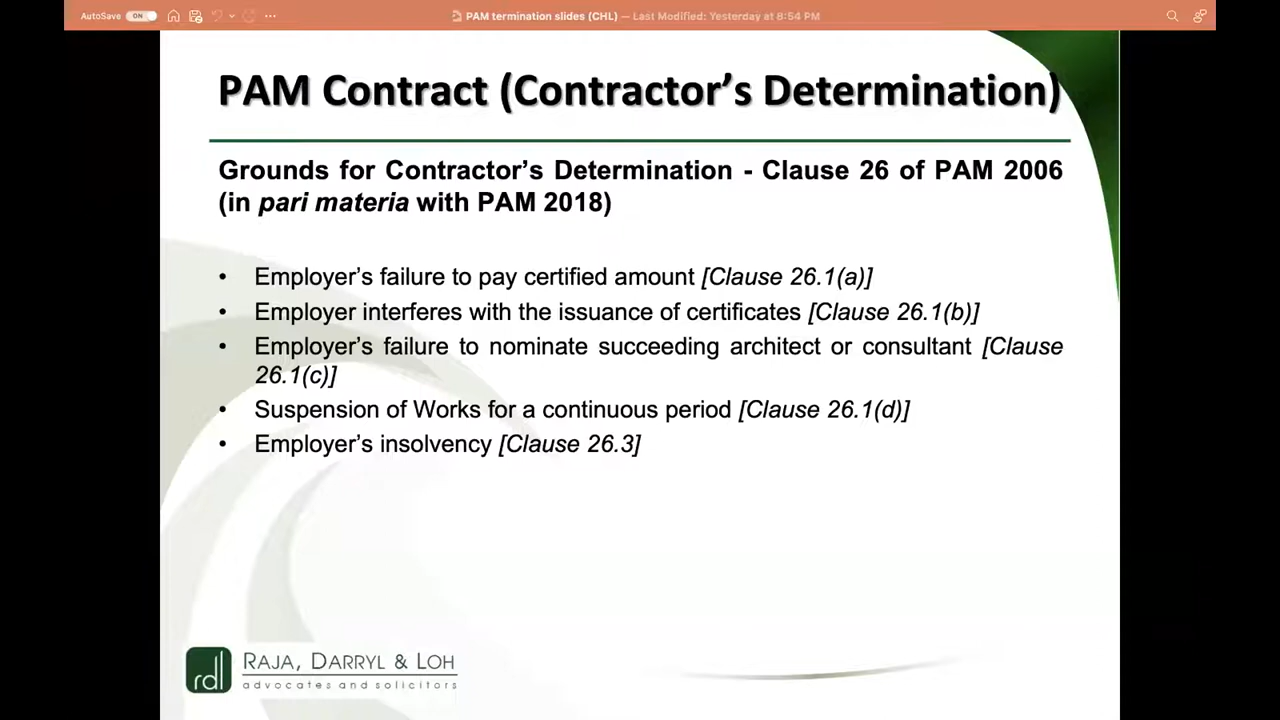 AutoSave ON
PAM termination slides (CHL) — Last Modified: Yesterday at 8:54 PM
PAM Contract (Contractor’s Determination)
Grounds for Contractor’s Determination - Clause 26 of PAM 2006
(in pari materia with PAM 2018)
• Employer’s failure to pay certified amount [Clause 26.1(a)]
• Employer interferes with the issuance of certificates [Clause 26.1(b)]
• Employer’s failure to nominate succeeding architect or consultant [Clause
26.1(c)]
• Suspension of Works for a continuous period [Clause 26.1(d)]
• Employer’s insolvency [Clause 26.3]
rdl
RAJA, DARRYL & LOH
advocates and solicitors